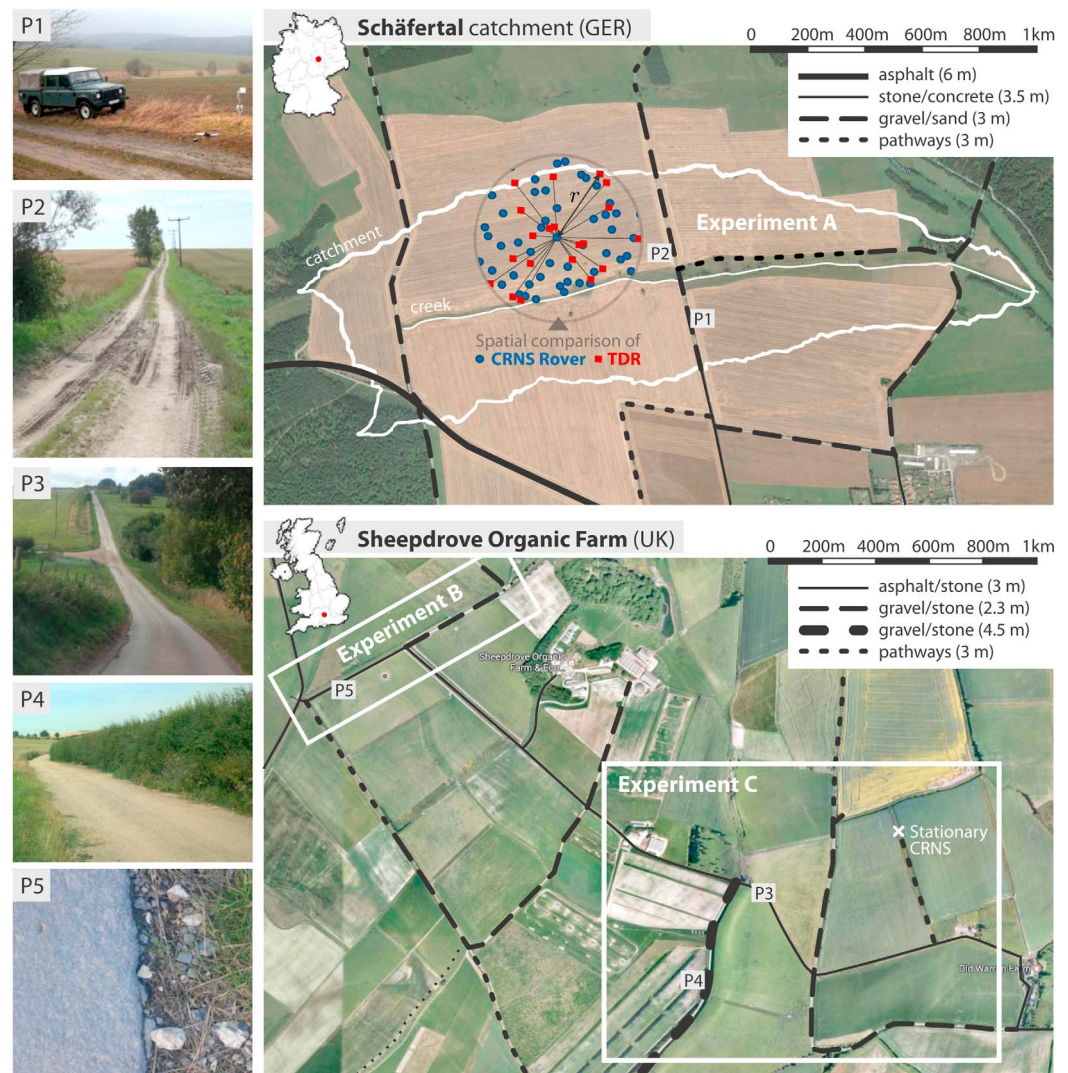 P1
P2
P3
P4
P5
Schäfertal catchment (GER)
0 200m 400m 600m 800m 1km
asphalt (6 m)
stone/concrete (3.5 m)
gravel/sand (3 m)
pathways (3 m)
catchment
r
Experiment A
P2
creek
P1
Spatial comparison of
CRNS Rover TDR
Sheepdrove Organic Farm (UK)
0 200m 400m 600m 800m 1km
asphalt/stone (3 m)
gravel/stone (2.3 m)
gravel/stone (4.5 m)
pathways (3 m)
Experiment B
Sheepdrove Organic
Farm & Eco
P5
Experiment C
Stationary
CRNS
P3
P4
Old Warren Farm